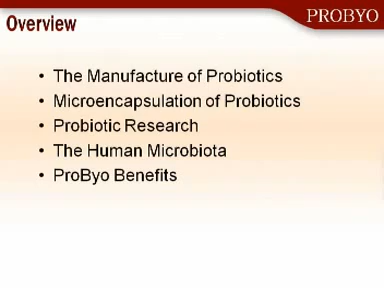 PROBYO
Overview
• The Manufacture of Probiotics
• Microencapsulation of Probiotics
• Probiotic Research
• The Human Microbiota
• ProByo Benefits